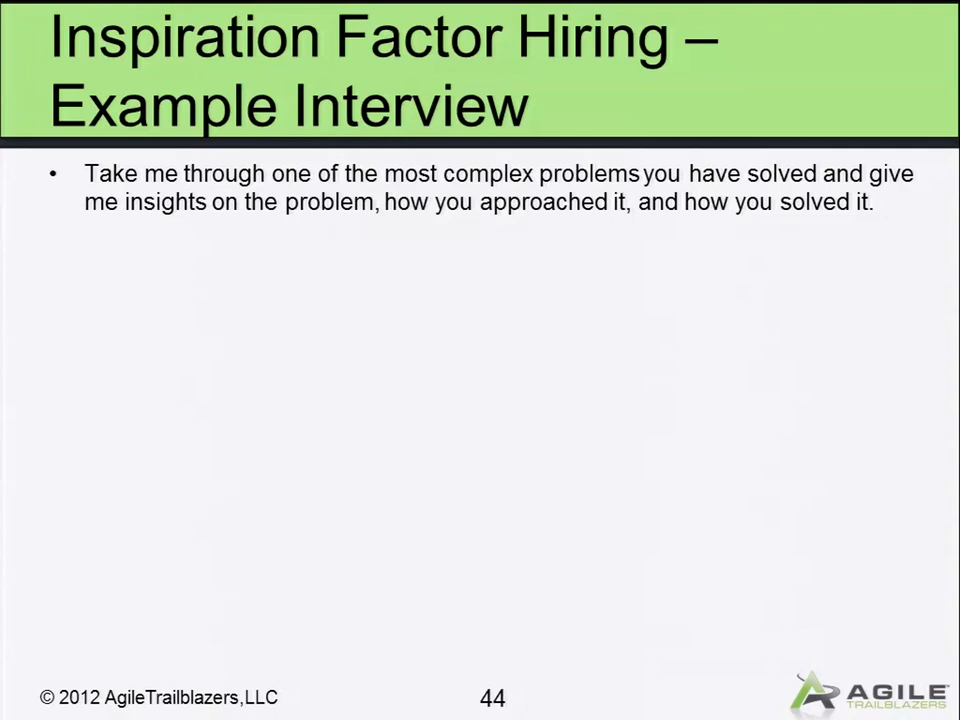 Inspiration Factor Hiring –
Example Interview
• Take me through one of the most complex problems you have solved and give
me insights on the problem, how you approached it, and how you solved it.
© 2012 AgileTrailblazers,LLC
44
AGILE
TRAILBLAZERS